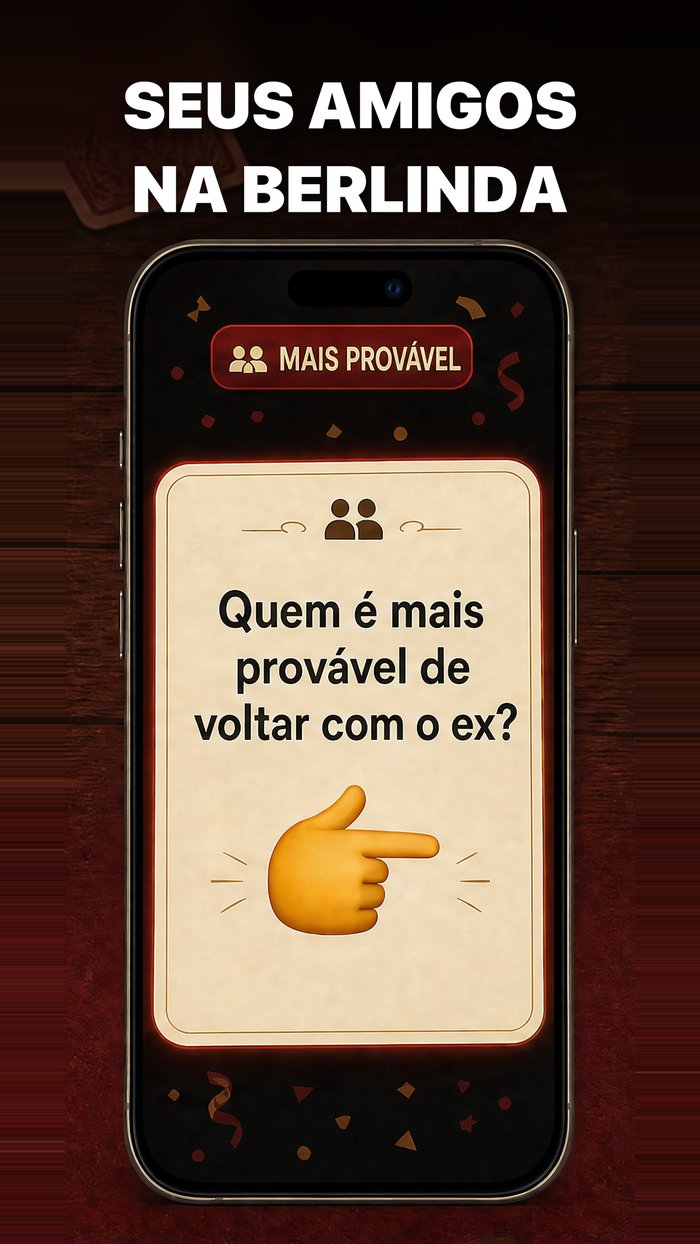 SEUS AMIGOS
NA BERLINDA
MAIS PROVÁVEL
Quem é mais
provável de
voltar com o ex?